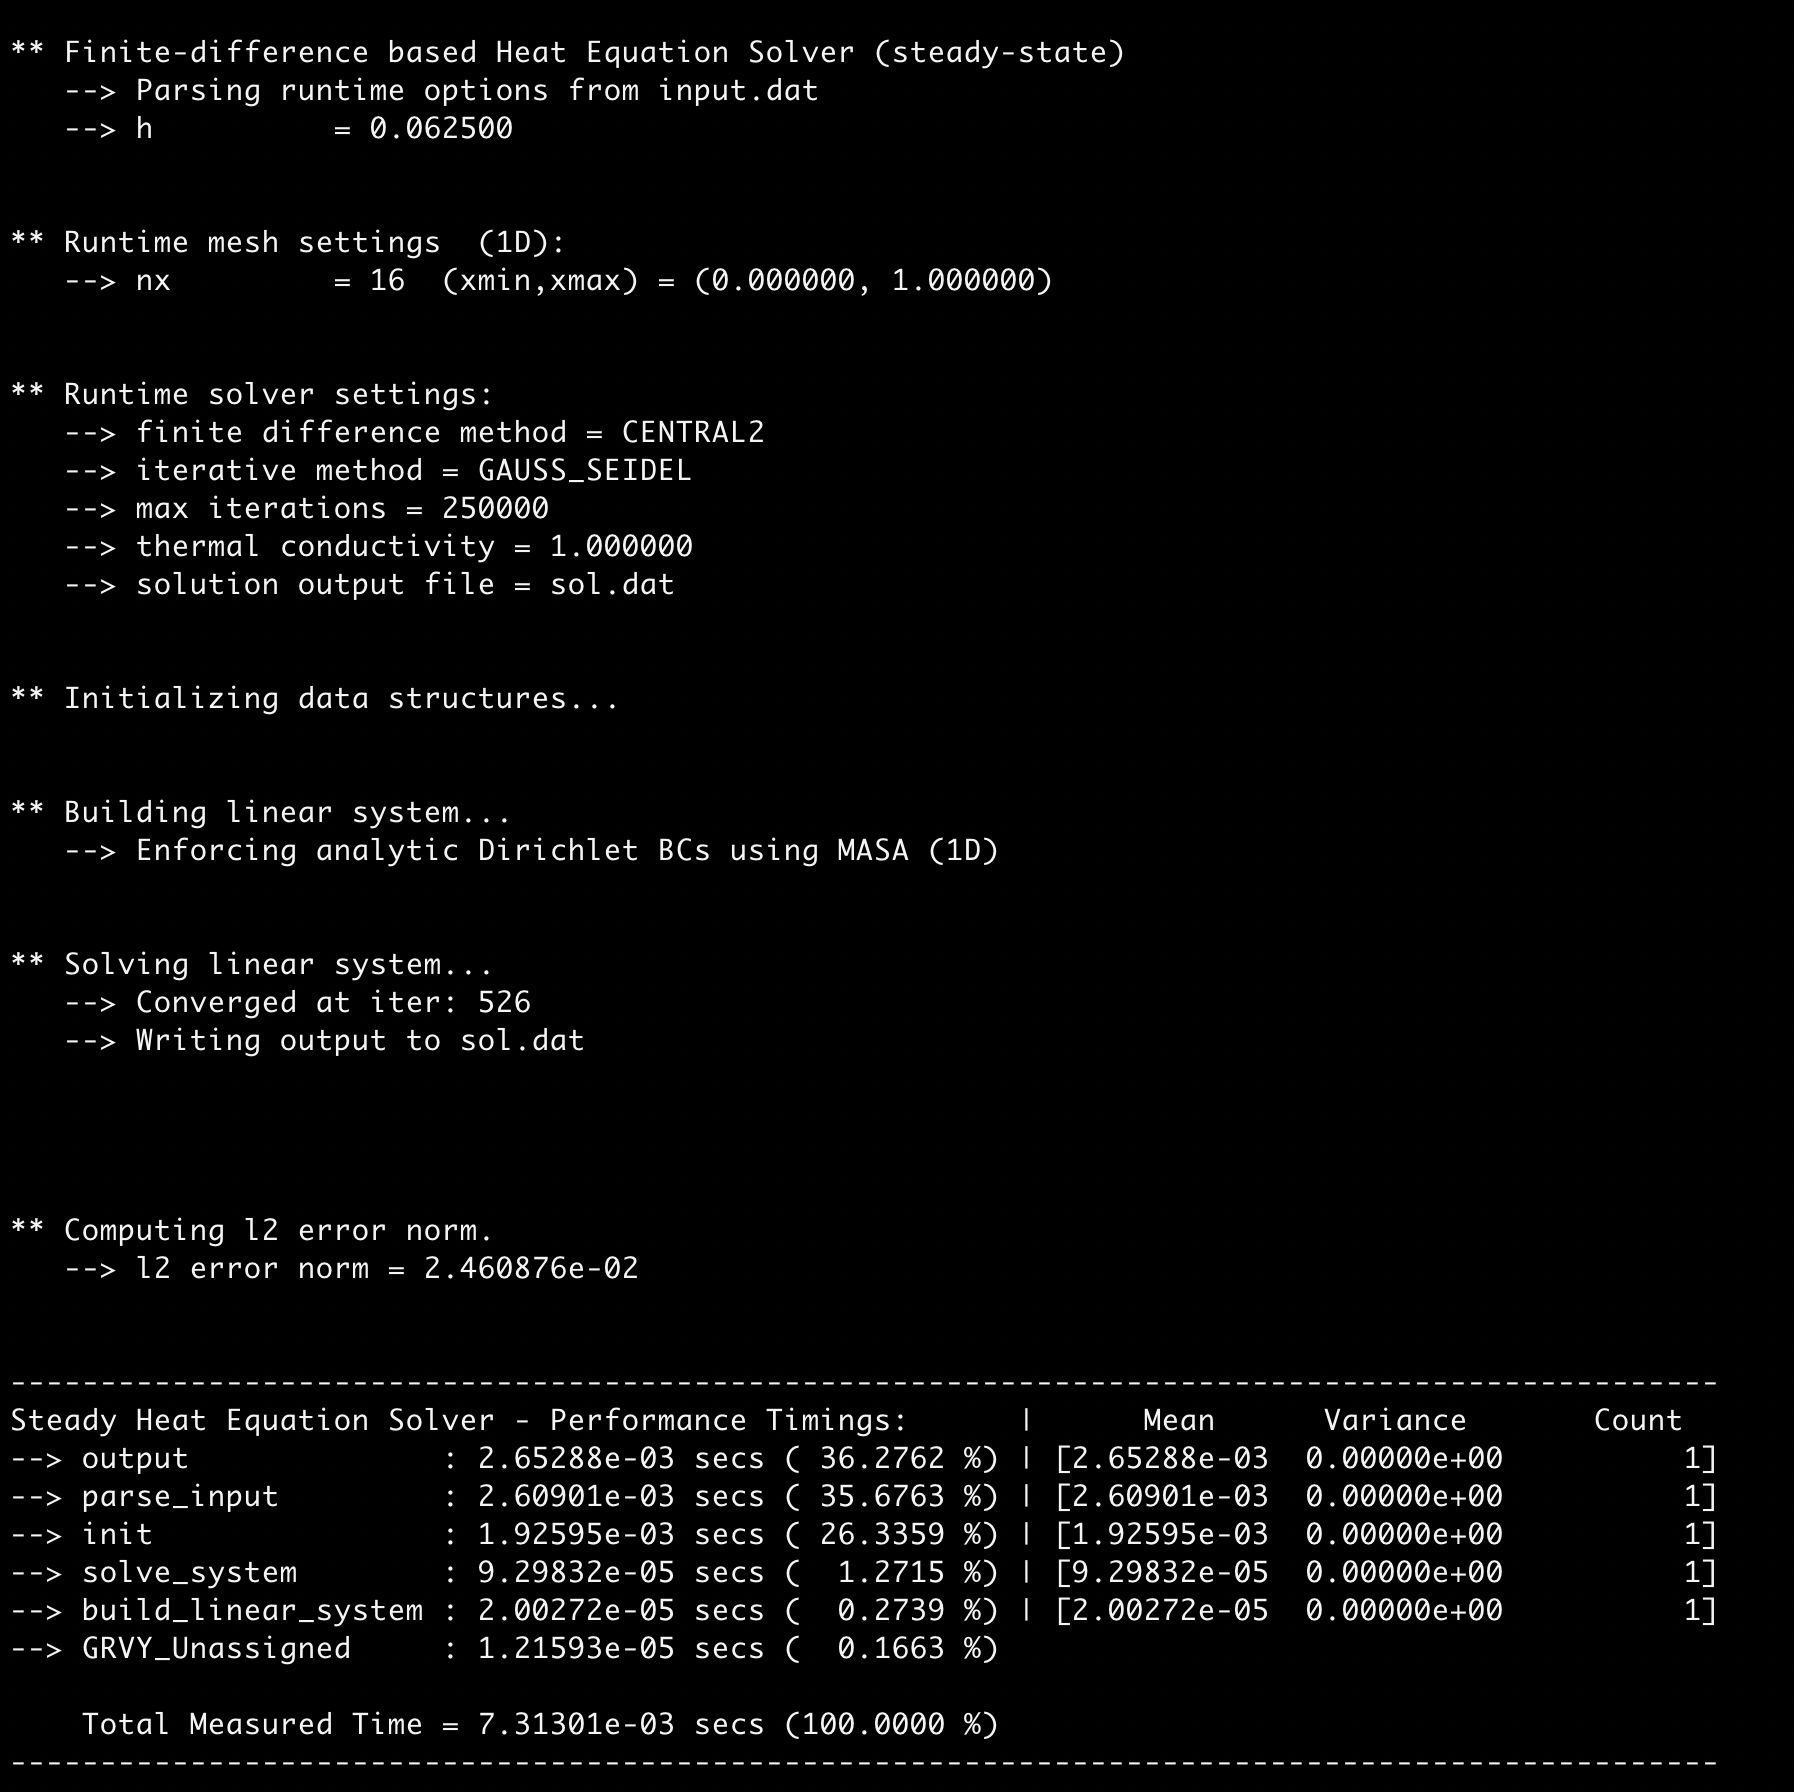 ** Finite-difference based Heat Equation Solver (steady-state)
   --> Parsing runtime options from input.dat
   --> h          = 0.062500
** Runtime mesh settings  (1D):
   --> nx         = 16  (xmin,xmax) = (0.000000, 1.000000)
** Runtime solver settings:
   --> finite difference method = CENTRAL2
   --> iterative method = GAUSS_SEIDEL
   --> max iterations = 250000
   --> thermal conductivity = 1.000000
   --> solution output file = sol.dat
** Initializing data structures...
** Building linear system...
   --> Enforcing analytic Dirichlet BCs using MASA (1D)
** Solving linear system...
   --> Converged at iter: 526
   --> Writing output to sol.dat
** Computing l2 error norm.
   --> l2 error norm = 2.460876e-02
-----------------------------------------------------------------------------------------------
Steady Heat Equation Solver - Performance Timings:      |      Mean      Variance       Count
--> output              : 2.65288e-03 secs ( 36.2762 %) | [2.65288e-03  0.00000e+00          1]
--> parse_input         : 2.60901e-03 secs ( 35.6763 %) | [2.60901e-03  0.00000e+00          1]
--> init                : 1.92595e-03 secs ( 26.3359 %) | [1.92595e-03  0.00000e+00          1]
--> solve_system        : 9.29832e-05 secs (  1.2715 %) | [9.29832e-05  0.00000e+00          1]
--> build_linear_system : 2.00272e-05 secs (  0.2739 %) | [2.00272e-05  0.00000e+00          1]
--> GRVY_Unassigned     : 1.21593e-05 secs (  0.1663 %)
    Total Measured Time = 7.31301e-03 secs (100.0000 %)
-----------------------------------------------------------------------------------------------